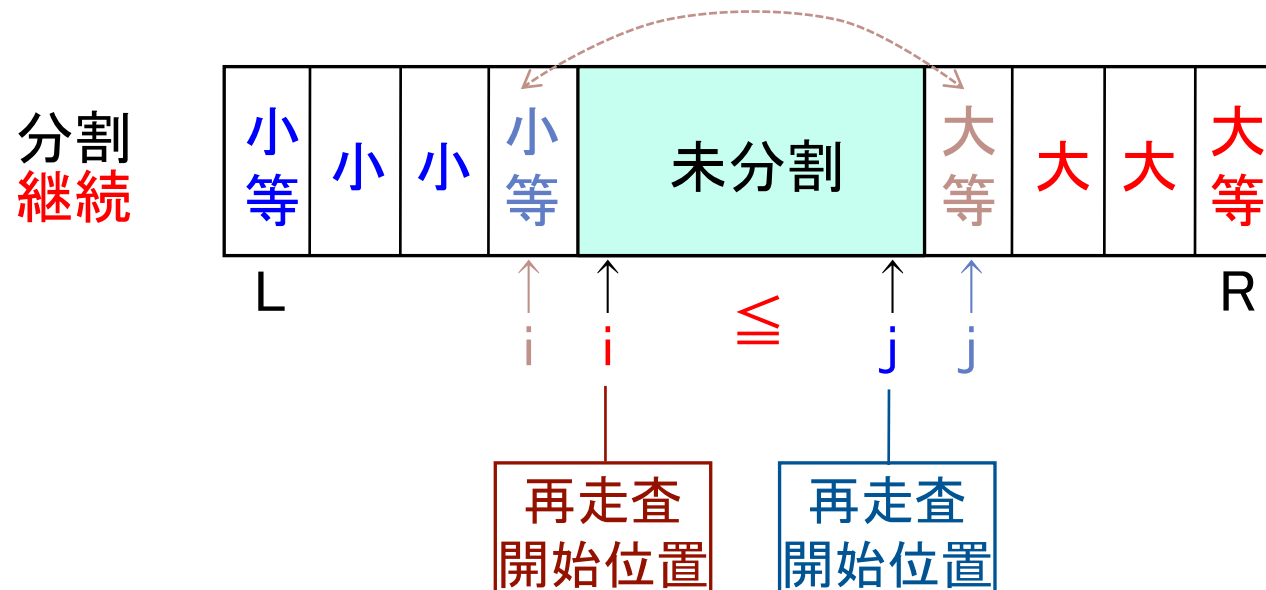 分割
継続
小等
小
小
小等
未分割
大等
大
大
大等
L
R
i
i
≦
j
j
再走査
開始位置
再走査
開始位置